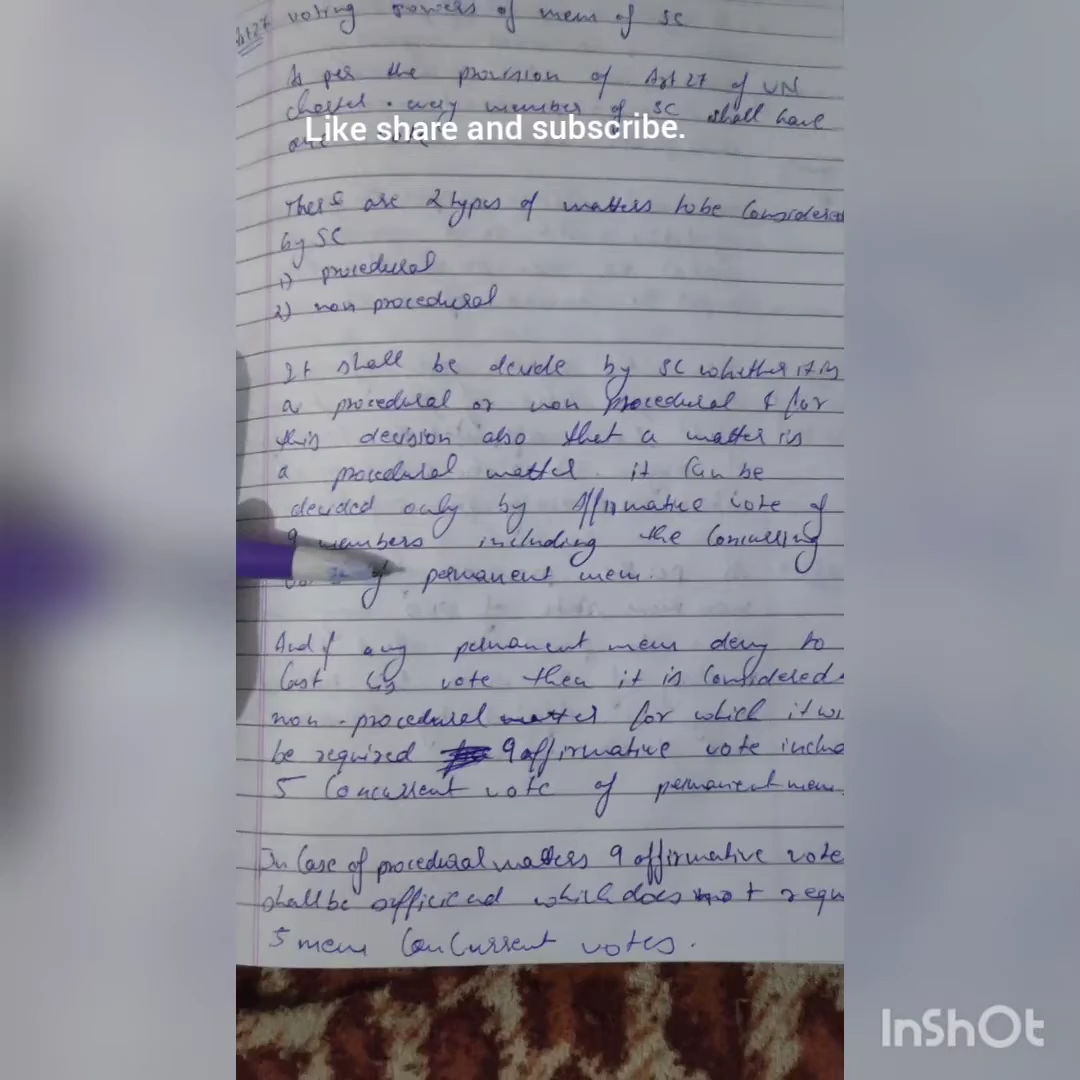 Art 27 voting powers of mem of SC
As per the provision of Art 27 of UN
charter. every member of SC shall have
Like share and subscribe.
one vote
There are 2 types of matters to be considered
by SC
1) procedural
2) non procedural
It shall be decide by SC whether it is
a procedural or non procedural & for
this decision also that a matter is
a procedural matter it can be
decided only by affirmative vote of
9 members including the concurring
of permanent mem.
And if any permanent mem deny to
cast its vote then it is considered
non-procedural matter for which it wi
be required 9 affirmative vote inclu
5 concurrent vote of permanent mem.
In case of procedural matters 9 affirmative vote
shall be sufficient which does not requ
5 mem concurrent votes.
InShOt